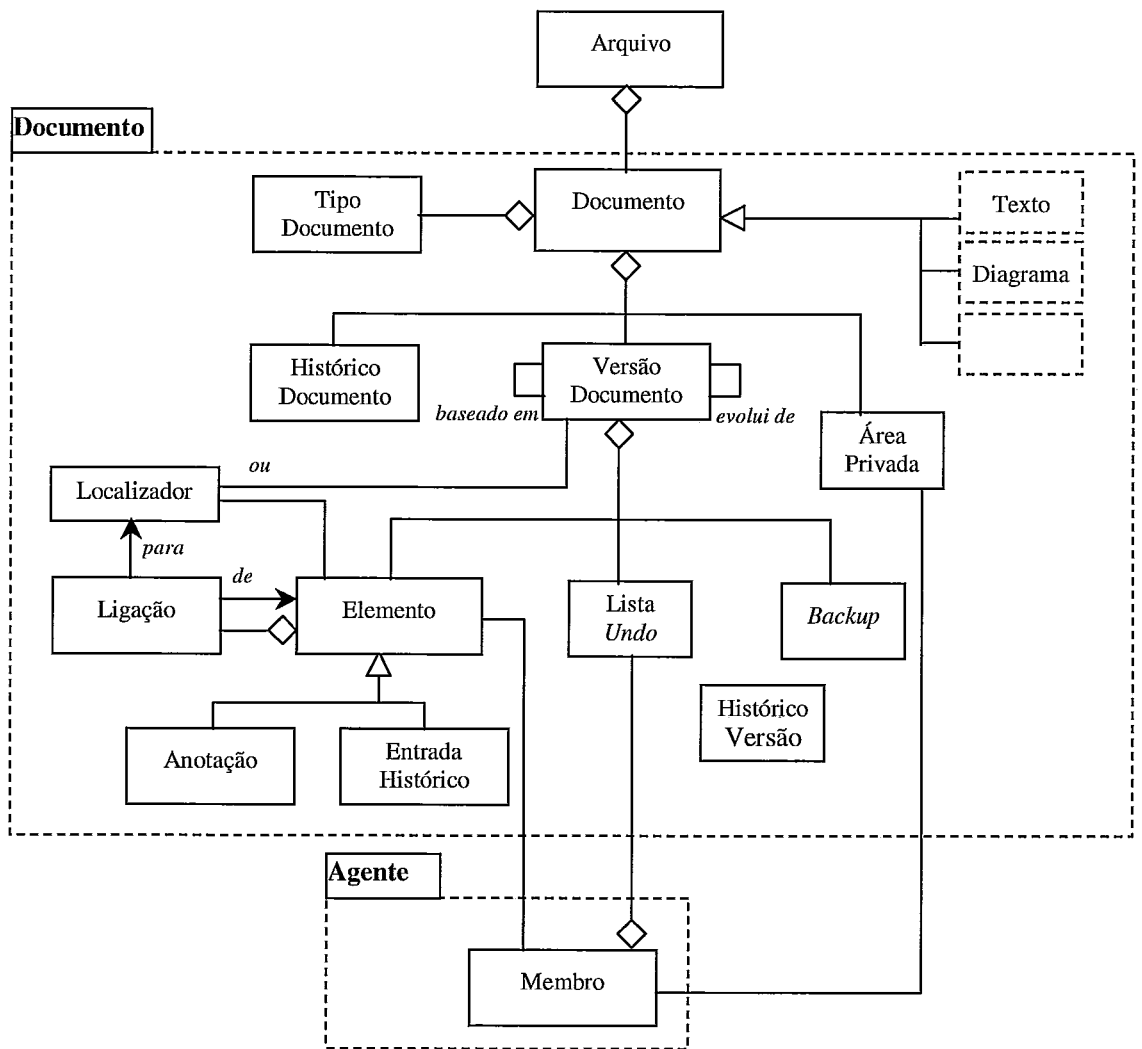 Arquivo
Documento
Tipo
Documento
Documento
Texto
Diagrama
Histórico
Documento
Versão
Documento
baseado em
evolui de
Área
Privada
ou
Localizador
para
de
Ligação
Elemento
Lista
Undo
Backup
Histórico
Versão
Anotação
Entrada
Histórico
Agente
Membro